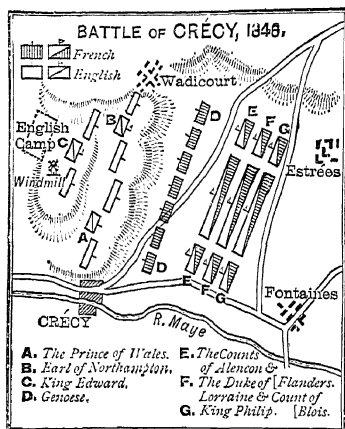 BATTLE OF CRÉCY, 1346.
French
English
Wadicourt.
B
D
E
F
G
English
Camp
C
Windmill
Estrées
A
D
E
F
G
Fontaines
CRÉCY
R. Maye
A. The Prince of Wales.
B. Earl of Northampton.
C. King Edward.
D. Genoese.
E. The Counts
of Alencon &
F. The Duke of [Flanders.
Lorraine & Count of
G. King Philip. [Blois.